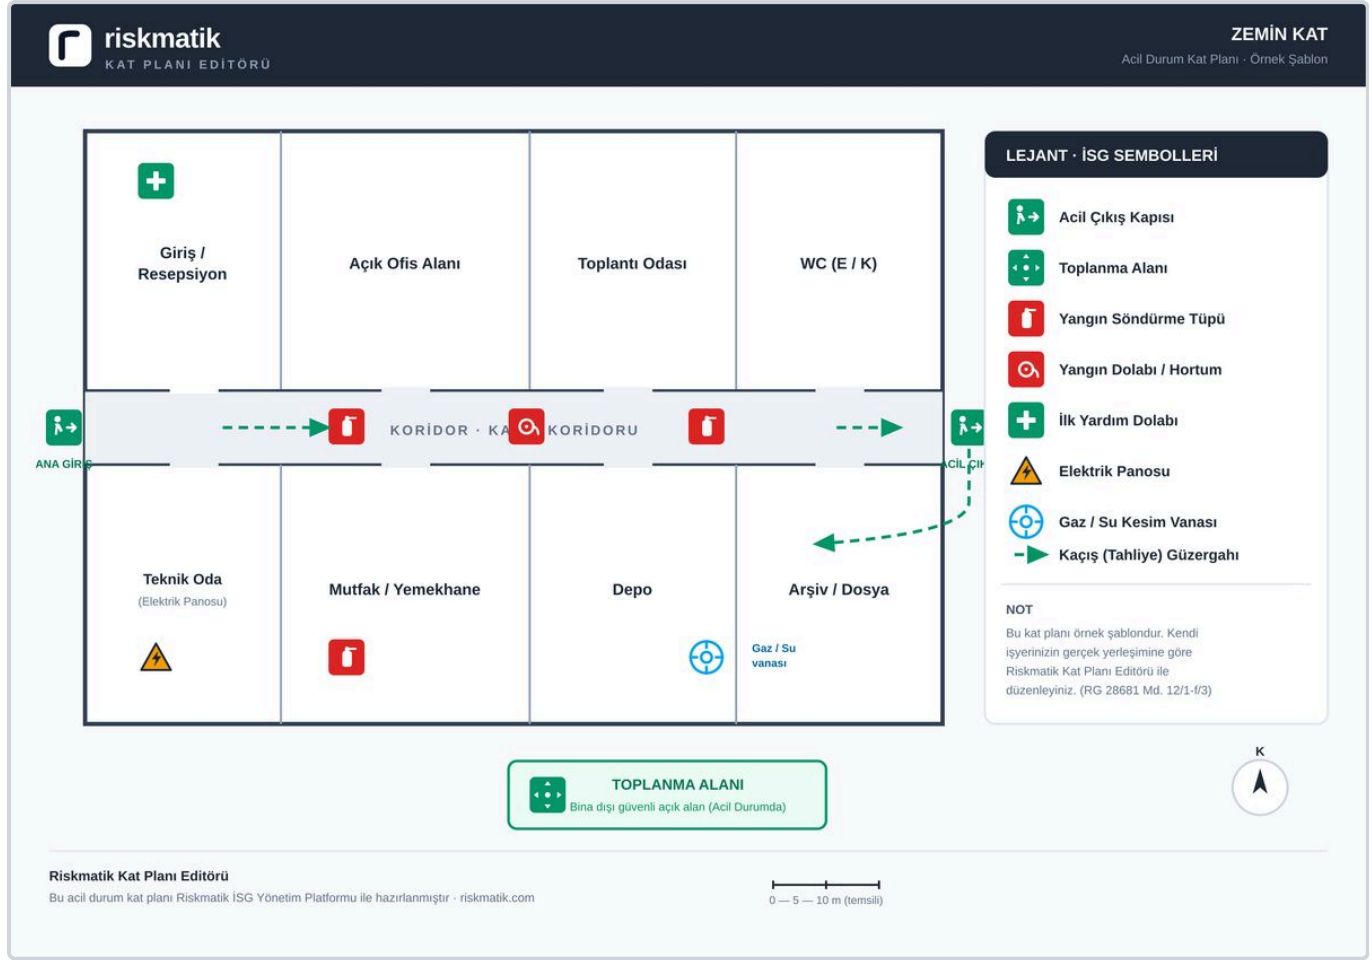 riskmatik
KAT PLANI EDİTÖRÜ
ZEMİN KAT
Acil Durum Kat Planı · Örnek Şablon
Giriş /
Resepsiyon
Açık Ofis Alanı
Toplantı Odası
WC (E / K)
KORİDOR · KA
KORİDORU
ANA GİRİŞ
ACİL ÇIK
Teknik Oda
(Elektrik Panosu)
Mutfak / Yemekhane
Depo
Arşiv / Dosya
Gaz / Su
vanası
LEJANT · İSG SEMBOLLERİ
Acil Çıkış Kapısı
Toplanma Alanı
Yangın Söndürme Tüpü
Yangın Dolabı / Hortum
İlk Yardım Dolabı
Elektrik Panosu
Gaz / Su Kesim Vanası
Kaçış (Tahliye) Güzergahı
NOT
Bu kat planı örnek şablondur. Kendi
işyerinizin gerçek yerleşimine göre
Riskmatik Kat Planı Editörü ile
düzenleyiniz. (RG 28681 Md. 12/1-f/3)
K
TOPLANMA ALANI
Bina dışı güvenli açık alan (Acil Durumda)
Riskmatik Kat Planı Editörü
Bu acil durum kat planı Riskmatik İSG Yönetim Platformu ile hazırlanmıştır · riskmatik.com
0 — 5 — 10 m (temsili)